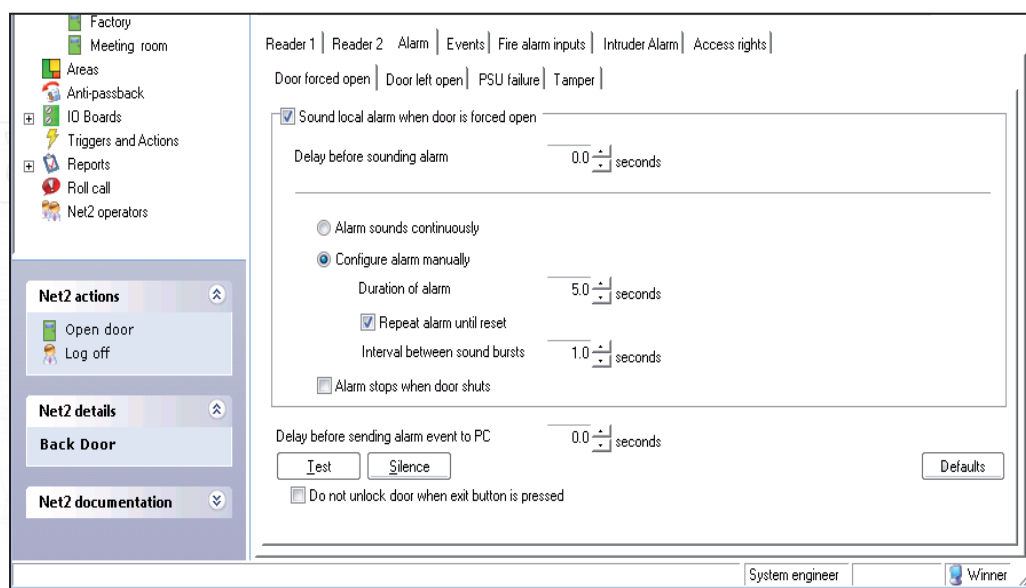 Factory
Meeting room
Areas
Anti-passback
IO Boards
Triggers and Actions
Reports
Roll call
Net2 operators
Net2 actions
Open door
Log off
Net2 details
Back Door
Net2 documentation
Reader 1 Reader 2 Alarm Events Fire alarm inputs Intruder Alarm Access rights
Door forced open Door left open PSU failure Tamper
Sound local alarm when door is forced open
Delay before sounding alarm 0.0 seconds
Alarm sounds continuously
Configure alarm manually
Duration of alarm 5.0 seconds
Repeat alarm until reset
Interval between sound bursts 1.0 seconds
Alarm stops when door shuts
Delay before sending alarm event to PC 0.0 seconds
Test Silence Defaults
Do not unlock door when exit button is pressed
System engineer Winner